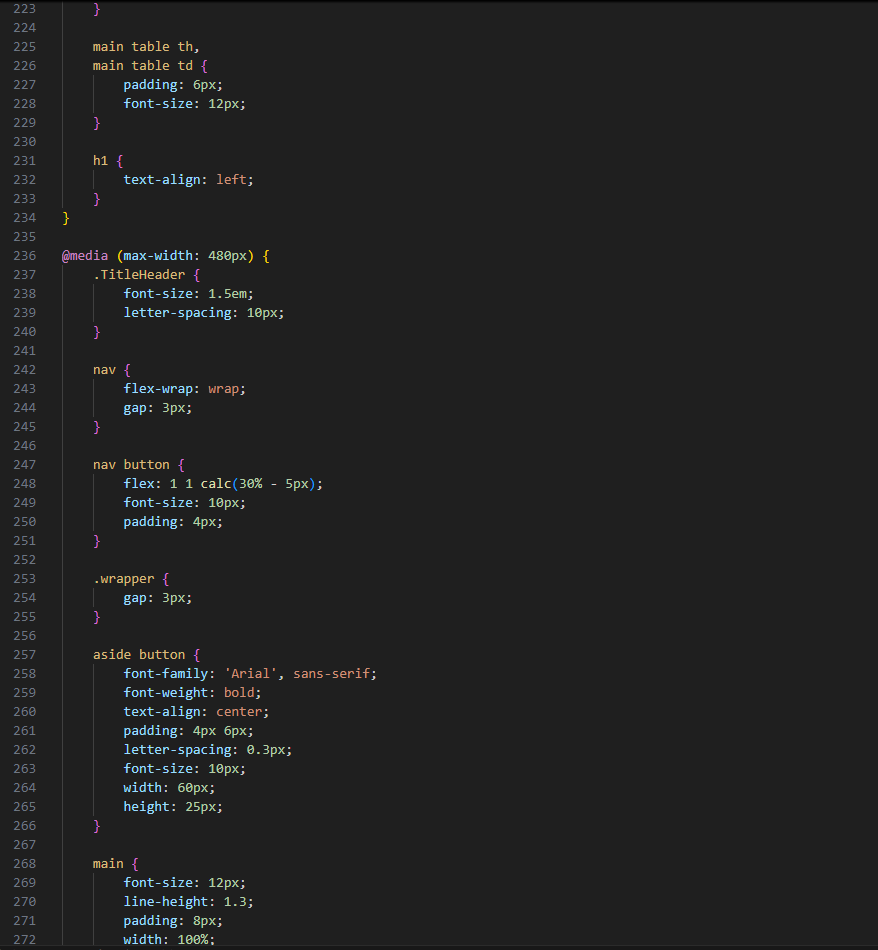 223 }
224
225 main table th,
226 main table td {
227 padding: 6px;
228 font-size: 12px;
229 }
230
231 h1 {
232 text-align: left;
233 }
234 }
235
236 @media (max-width: 480px) {
237 .TitleHeader {
238 font-size: 1.5em;
239 letter-spacing: 10px;
240 }
241
242 nav {
243 flex-wrap: wrap;
244 gap: 3px;
245 }
246
247 nav button {
248 flex: 1 1 calc(30% - 5px);
249 font-size: 10px;
250 padding: 4px;
251 }
252
253 .wrapper {
254 gap: 3px;
255 }
256
257 aside button {
258 font-family: 'Arial', sans-serif;
259 font-weight: bold;
260 text-align: center;
261 padding: 4px 6px;
262 letter-spacing: 0.3px;
263 font-size: 10px;
264 width: 60px;
265 height: 25px;
266 }
267
268 main {
269 font-size: 12px;
270 line-height: 1.3;
271 padding: 8px;
272 width: 100%;